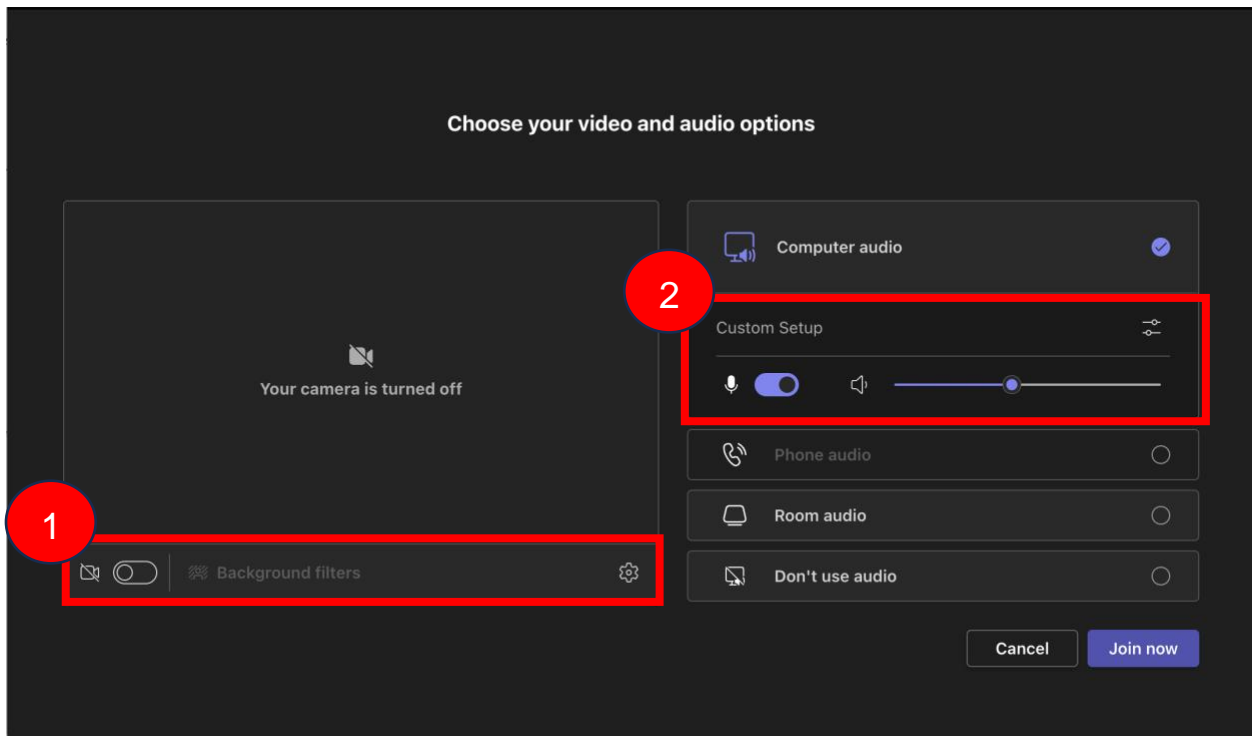 Choose your video and audio options
Your camera is turned off
1
Background filters
Computer audio
2
Custom Setup
Phone audio
Room audio
Don't use audio
Cancel
Join now